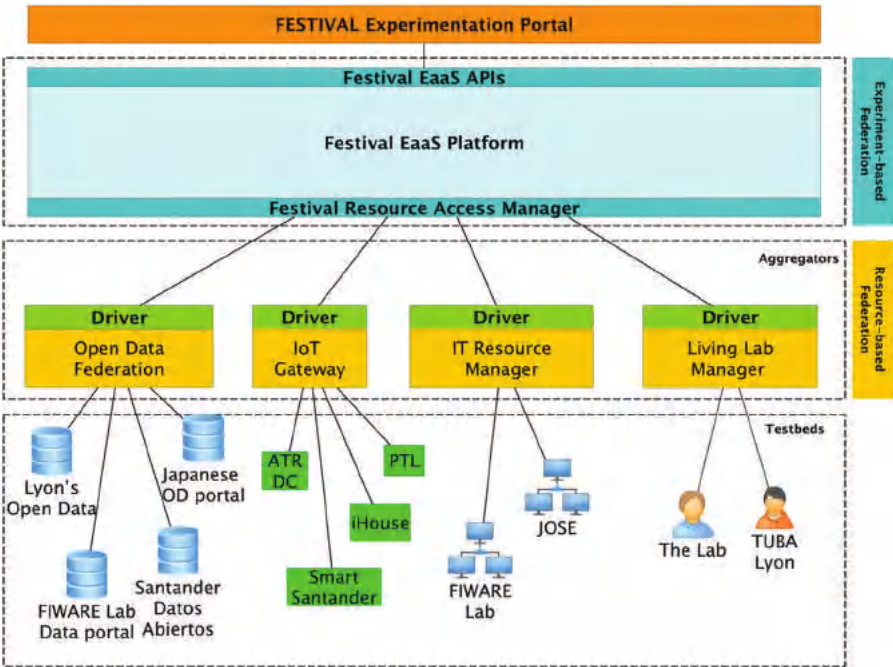 FESTIVAL Experimentation Portal
Festival EaaS APIs
Festival EaaS Platform
Festival Resource Access Manager
Experiment-based
Federation
Aggregators
Driver
Open Data
Federation
Driver
IoT
Gateway
Driver
IT Resource
Manager
Driver
Living Lab
Manager
Resource-based
Federation
Testbeds
Lyon's
Open Data
Japanese
OD portal
FIWARE Lab
Data portal
Santander
Datos
Abiertos
ATR
DC
PTL
iHouse
Smart
Santander
JOSE
FIWARE
Lab
The Lab
TUBA
Lyon